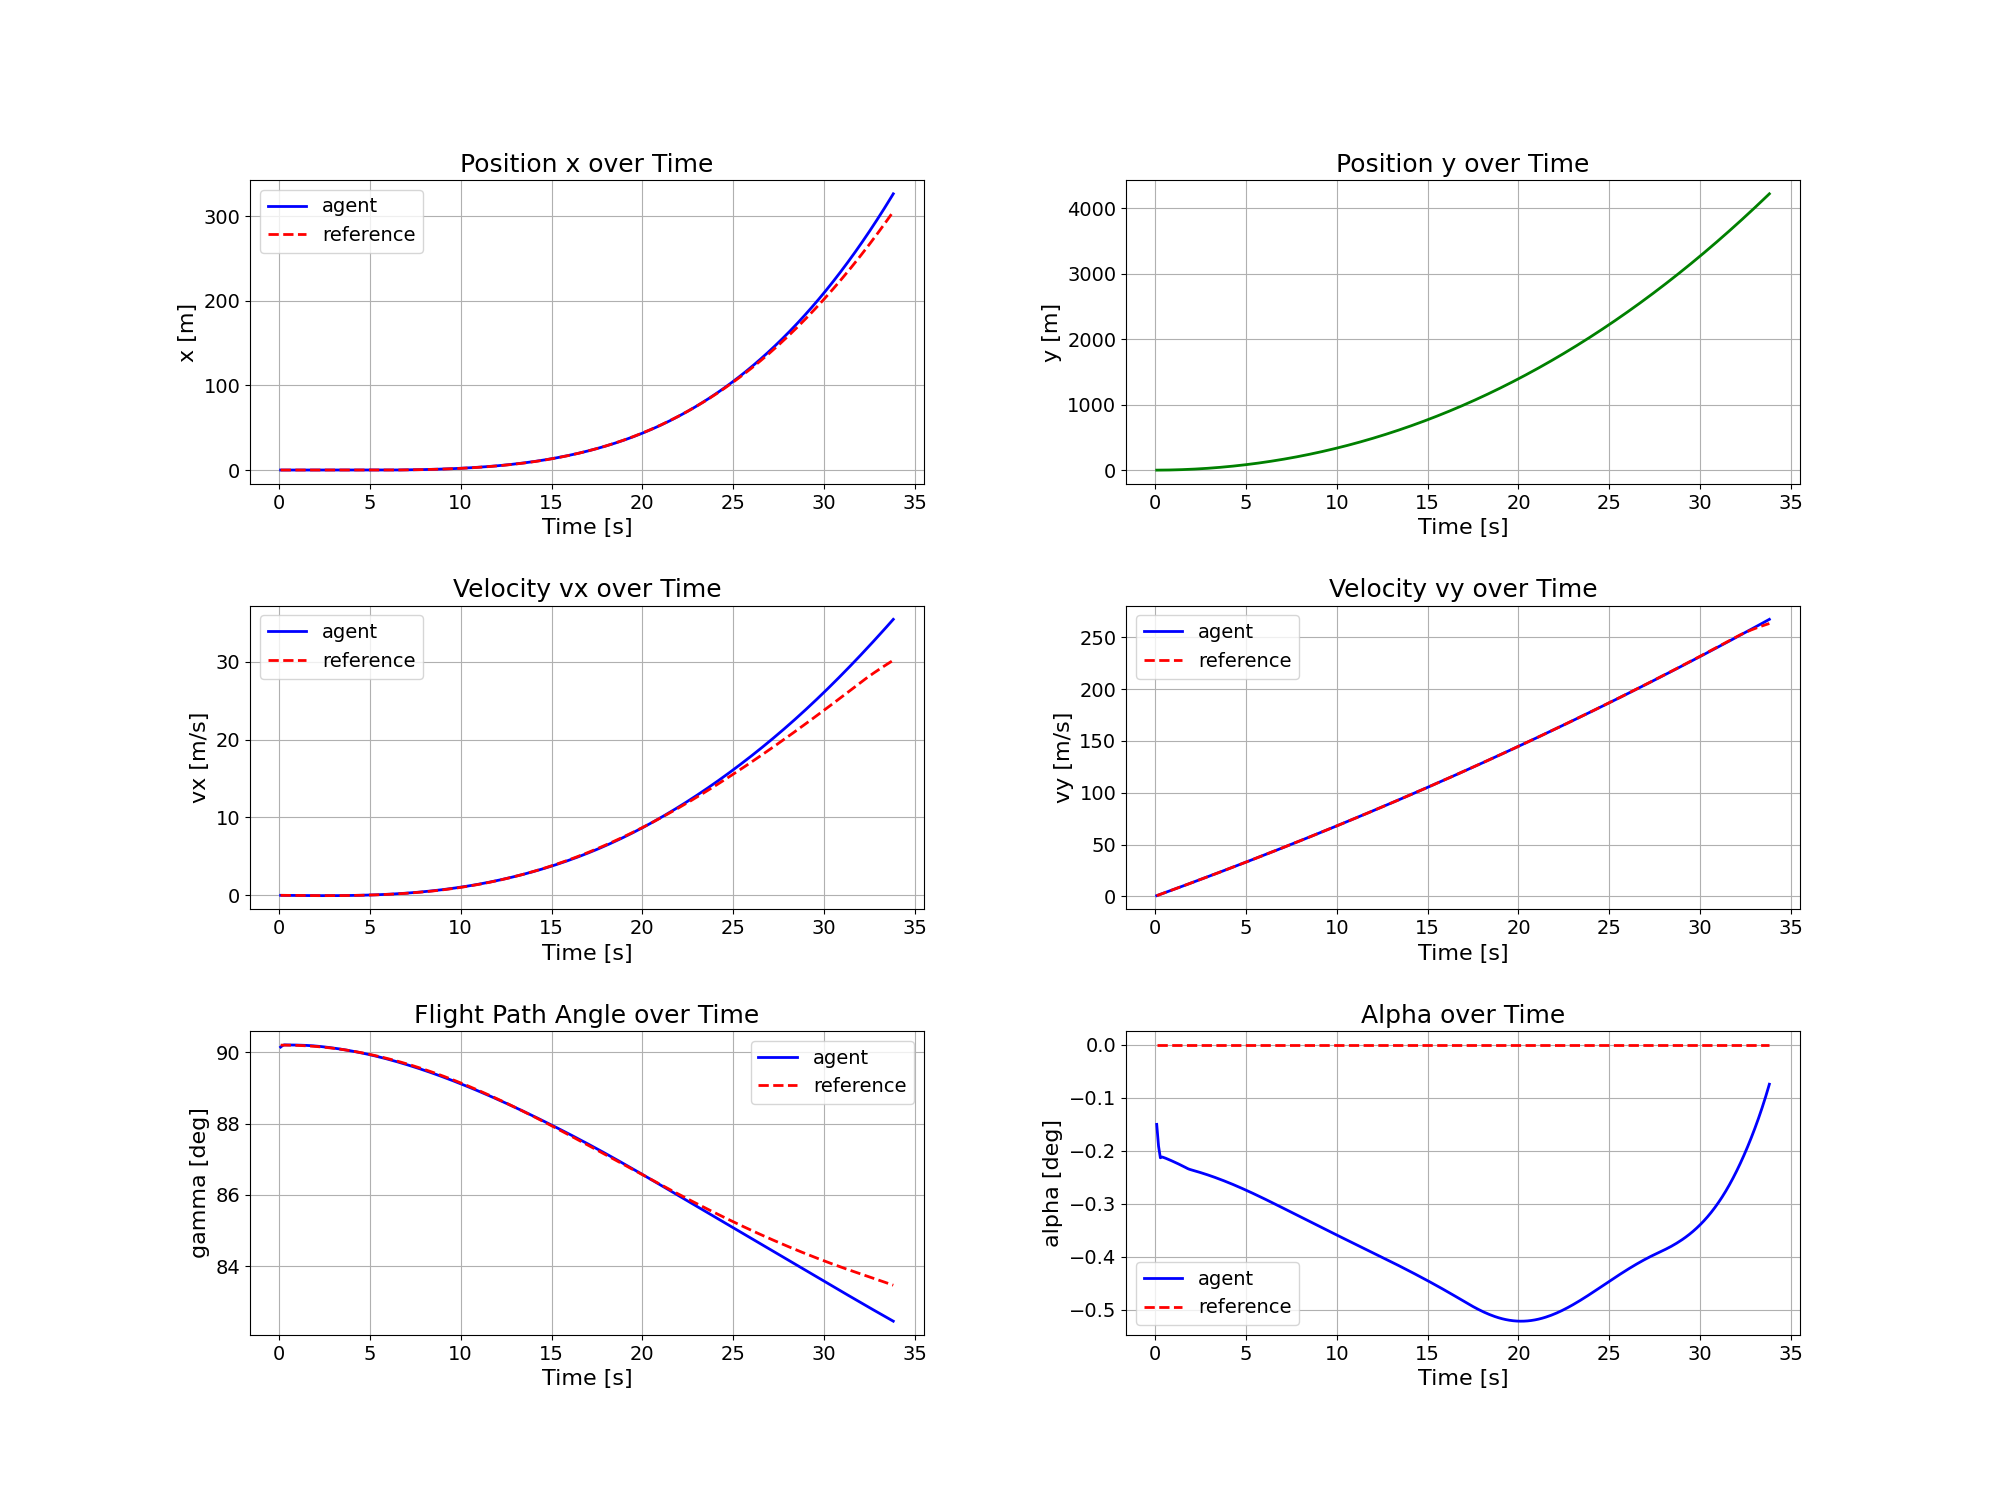 Position x over Time
agent
reference
300
200
100
0
x [m]
0 5 10 15 20 25 30 35
Time [s]
Position y over Time
4000
3000
2000
1000
0
y [m]
0 5 10 15 20 25 30 35
Time [s]
Velocity vx over Time
agent
reference
30
20
10
0
vx [m/s]
0 5 10 15 20 25 30 35
Time [s]
Velocity vy over Time
agent
reference
250
200
150
100
50
0
vy [m/s]
0 5 10 15 20 25 30 35
Time [s]
Flight Path Angle over Time
agent
reference
90
88
86
84
gamma [deg]
0 5 10 15 20 25 30 35
Time [s]
Alpha over Time
0.0
−0.1
−0.2
−0.3
−0.4
−0.5
alpha [deg]
agent
reference
0 5 10 15 20 25 30 35
Time [s]